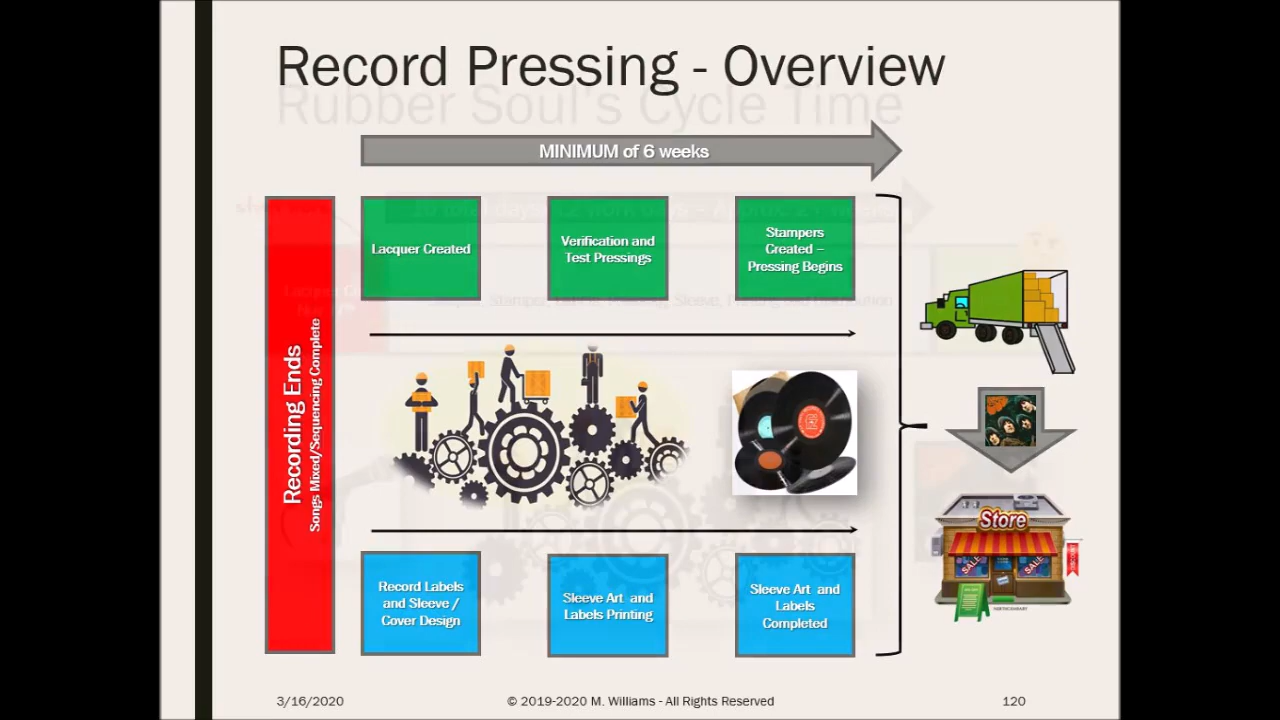 Record Pressing - Overview
Rubber Soul's Cycle Time
MINIMUM of 6 weeks
Recording Ends
Songs Mixed/Sequencing Complete
Lacquer Created
Verification and
Test Pressings
Stampers
Created –
Pressing Begins
Store
SALE
SALE
Record Labels
and Sleeve /
Cover Design
Sleeve Art and
Labels Printing
Sleeve Art and
Labels
Completed
3/16/2020
© 2019-2020 M. Williams - All Rights Reserved
120